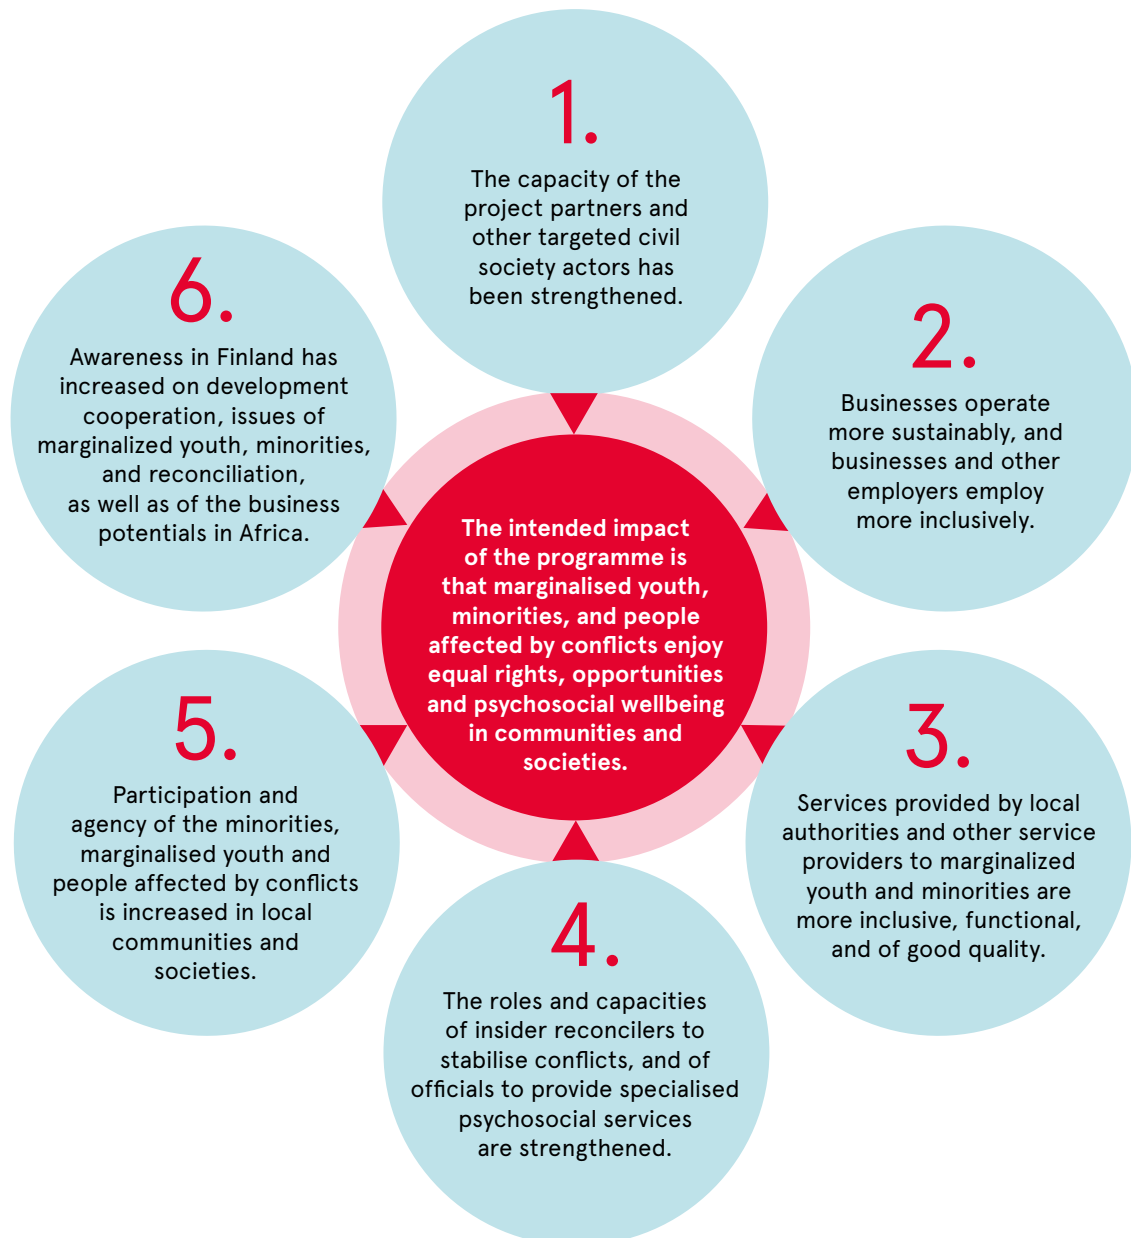 1.
The capacity of the
project partners and
other targeted civil
society actors has
been strengthened.
2.
Businesses operate
more sustainably, and
businesses and other
employers employ
more inclusively.
3.
Services provided by local
authorities and other service
providers to marginalized
youth and minorities are
more inclusive, functional,
and of good quality.
4.
The roles and capacities
of insider reconcilers to
stabilise conflicts, and of
officials to provide specialised
psychosocial services
are strengthened.
5.
Participation and
agency of the minorities,
marginalised youth and
people affected by conflicts
is increased in local
communities and
societies.
6.
Awareness in Finland has
increased on development
cooperation, issues of
marginalized youth, minorities,
and reconciliation,
as well as of the business
potentials in Africa.
The intended impact
of the programme is
that marginalised youth,
minorities, and people
affected by conflicts enjoy
equal rights, opportunities
and psychosocial wellbeing
in communities and
societies.